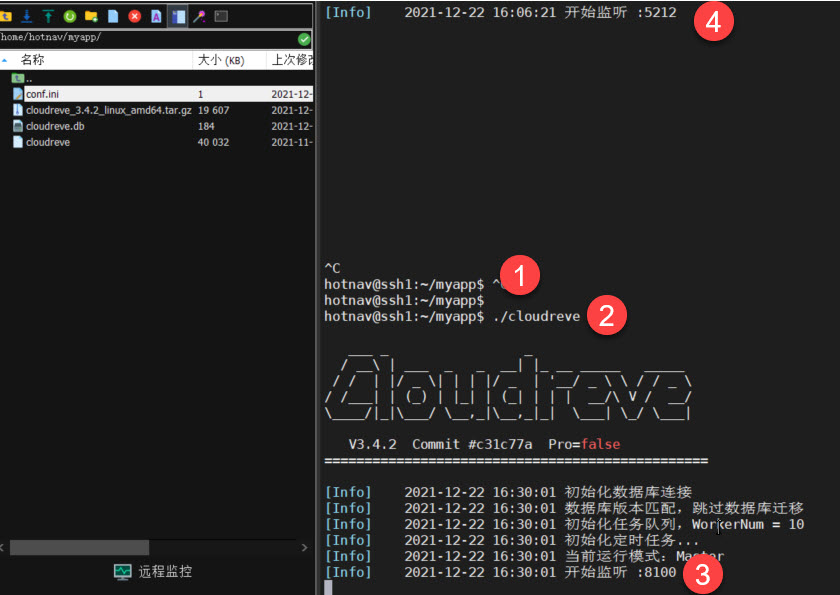 home/hotnav/myapp/
名称 大小 (KB) 上次修改
..
conf.ini 1 2021-12-
cloudreve_3.4.2_linux_amd64.tar.gz 19 607 2021-12-
cloudreve.db 184 2021-12-
cloudreve 40 032 2021-11-
远程监控
[Info] 2021-12-22 16:06:21 开始监听 :5212
4
^C
hotnav@ssh1:~/myapp$ ^
1
hotnav@ssh1:~/myapp$
hotnav@ssh1:~/myapp$ ./cloudreve
2
Cloudreve
V3.4.2 Commit #c31c77a Pro=false
================================================
[Info] 2021-12-22 16:30:01 初始化数据库连接
[Info] 2021-12-22 16:30:01 数据库版本匹配，跳过数据库迁移
[Info] 2021-12-22 16:30:01 初始化任务队列，WorkerNum = 10
[Info] 2021-12-22 16:30:01 初始化定时任务...
[Info] 2021-12-22 16:30:01 当前运行模式：Master
[Info] 2021-12-22 16:30:01 开始监听 :8100
3